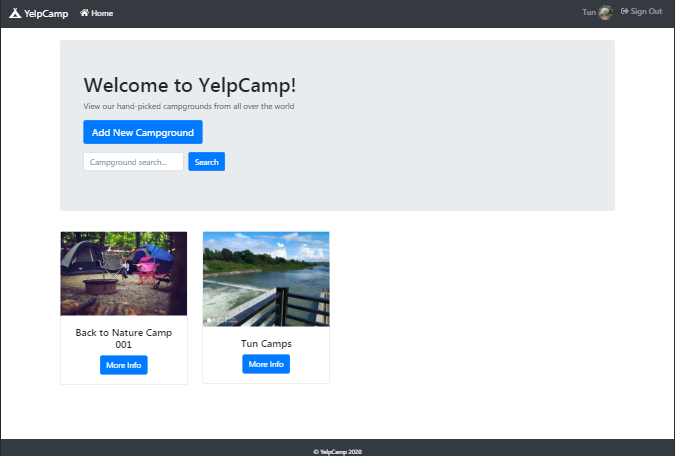 YelpCamp
Home
Tun
Sign Out
Welcome to YelpCamp!
View our hand-picked campgrounds from all over the world
Add New Campground
Campground search...
Search
Back to Nature Camp
001
More Info
Tun Camps
More Info
© YelpCamp 2020